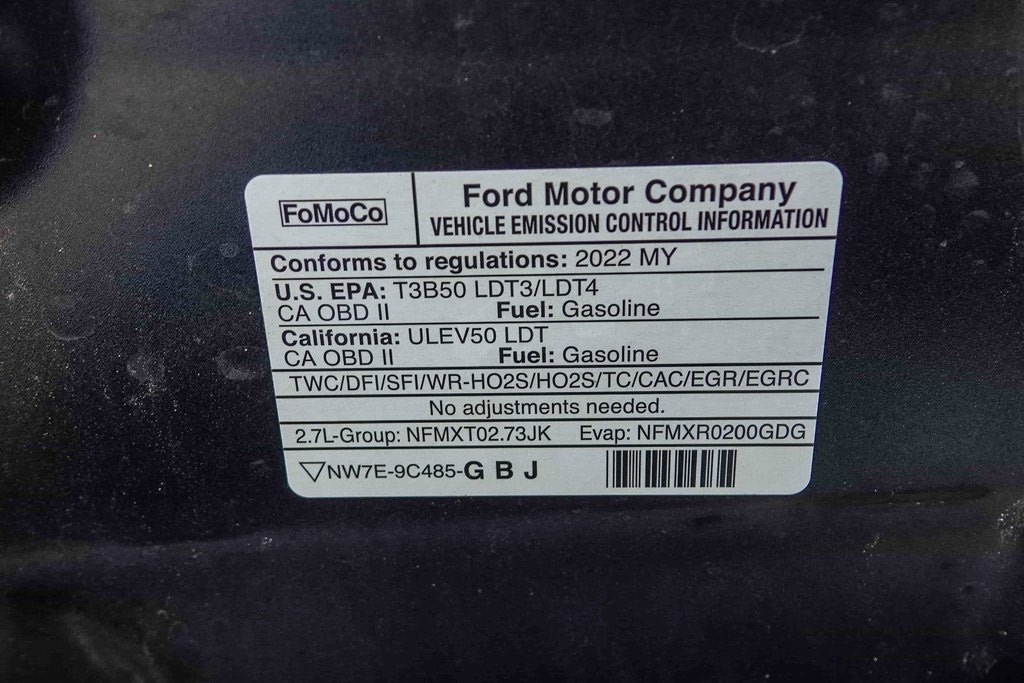 FoMoCo
Ford Motor Company
VEHICLE EMISSION CONTROL INFORMATION
Conforms to regulations: 2022 MY
U.S. EPA: T3B50 LDT3/LDT4
CA OBD II Fuel: Gasoline
California: ULEV50 LDT
CA OBD II Fuel: Gasoline
TWC/DFI/SFI/WR-HO2S/HO2S/TC/CAC/EGR/EGRC
No adjustments needed.
2.7L-Group: NFMXT02.73JK Evap: NFMXR0200GDG
NW7E-9C485-G B J